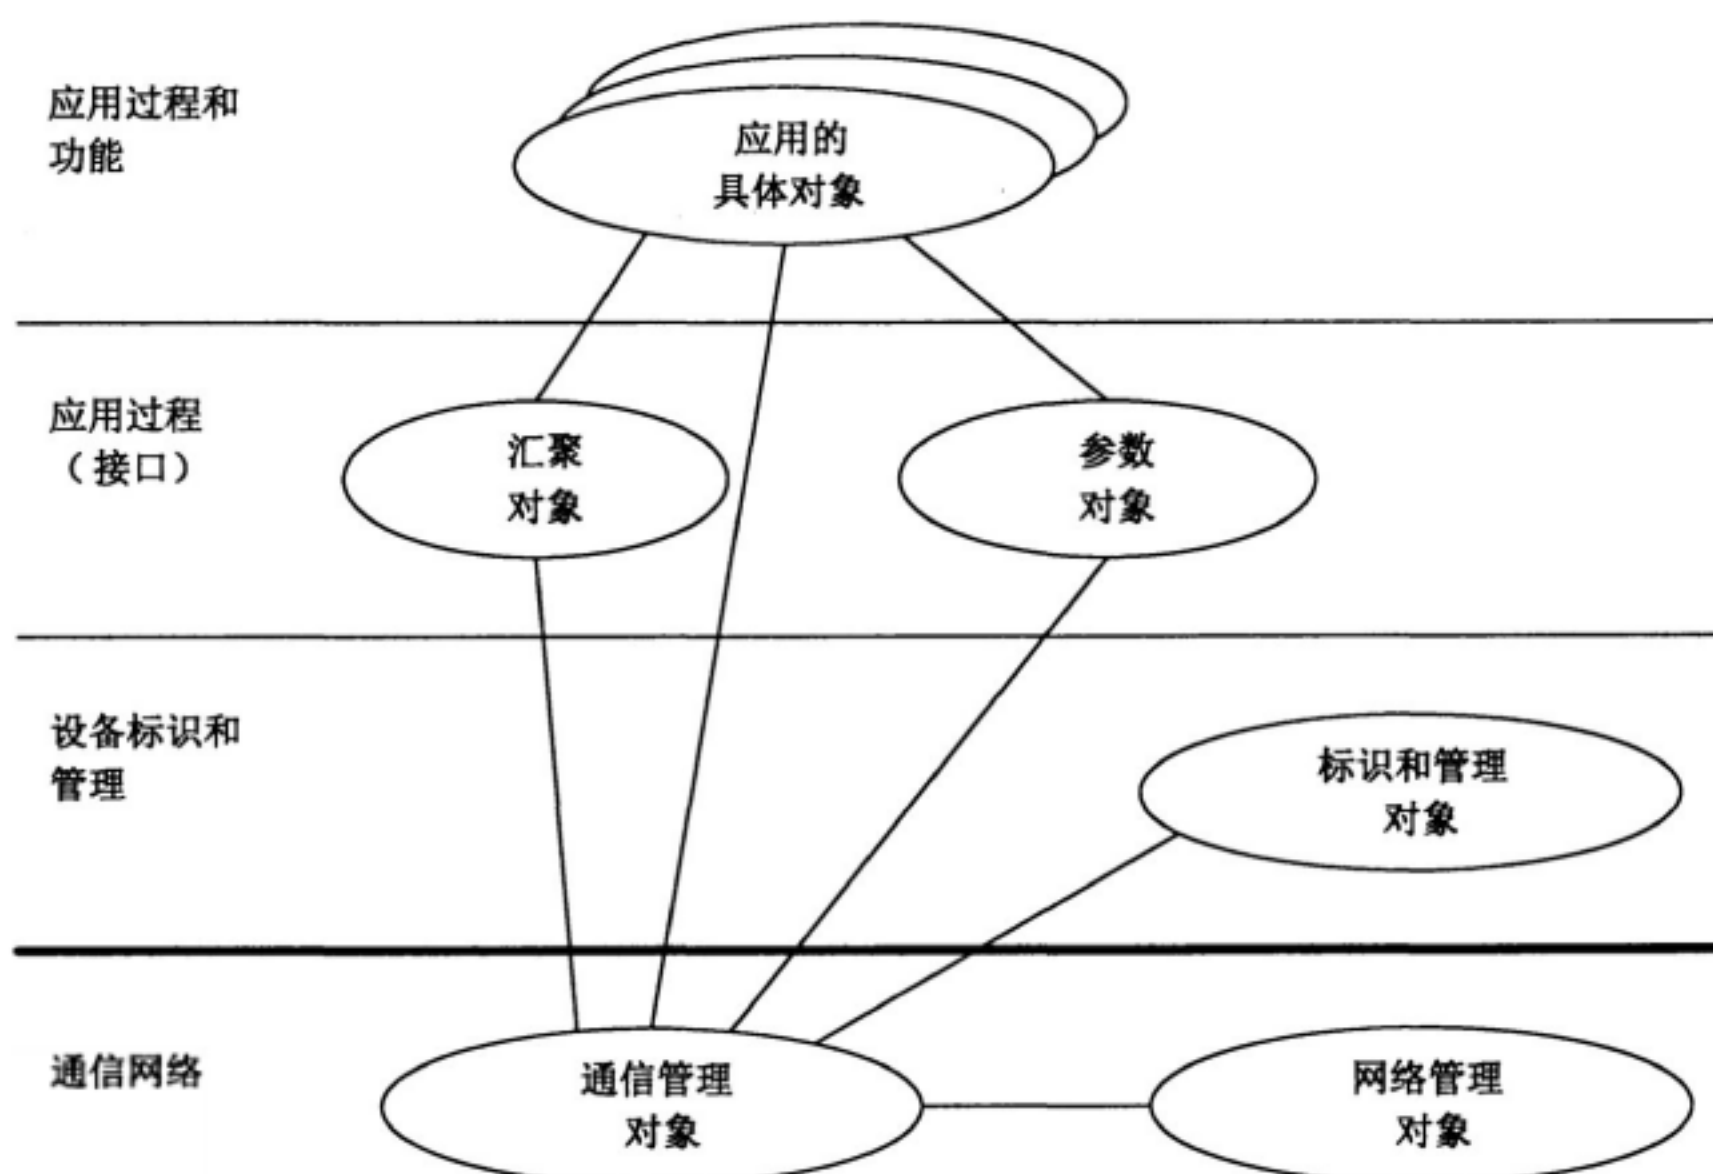 应用过程和
功能
应用的
具体对象
应用过程
（接口）
汇聚
对象
参数
对象
设备标识和
管理
标识和管理
对象
通信网络
通信管理
对象
网络管理
对象